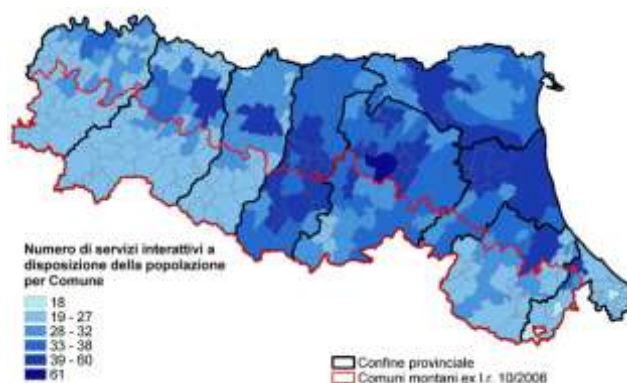 Numero di servizi interattivi a
disposizione della popolazione
per Comune
18
19 - 27
28 - 32
33 - 38
39 - 60
61
Confine provinciale
Comuni montani ex l.r. 10/2008